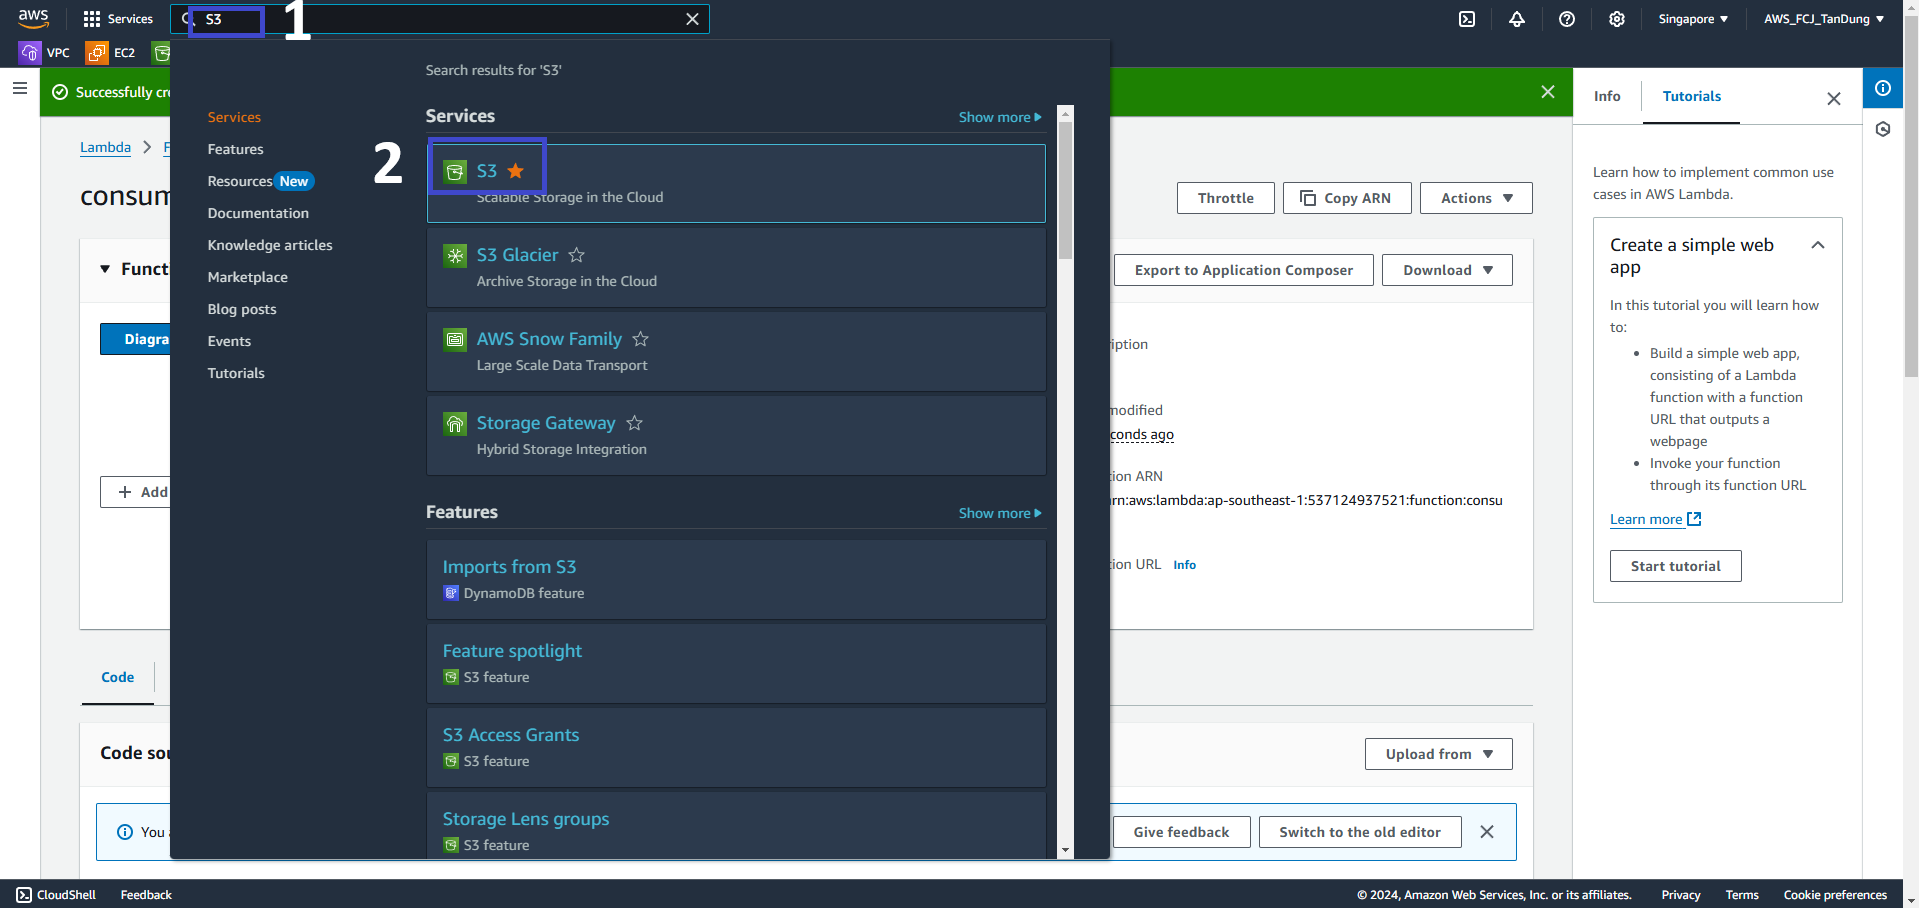 aws
Services
S3
1
Singapore
AWS_FCJ_TanDung
VPC
EC2
Search results for 'S3'
Successfully cr
Info
Tutorials
Services
Features
Resources New
Documentation
Knowledge articles
Marketplace
Blog posts
Events
Tutorials
Services
Show more
2
S3
Scalable Storage in the Cloud
S3 Glacier
Archive Storage in the Cloud
AWS Snow Family
Large Scale Data Transport
Storage Gateway
Hybrid Storage Integration
Features
Show more
Imports from S3
DynamoDB feature
Feature spotlight
S3 feature
S3 Access Grants
S3 feature
Storage Lens groups
S3 feature
Lambda
F
consum
Throttle
Copy ARN
Actions
Functi
Export to Application Composer
Download
Diagra
Add
iption
modified
conds ago
tion ARN
rn:aws:lambda:ap-southeast-1:537124937521:function:consu
tion URL
Info
Code
Code sou
Upload from
You a
Give feedback
Switch to the old editor
Learn how to implement common use
cases in AWS Lambda.
Create a simple web
app
In this tutorial you will learn how
to:
• Build a simple web app,
consisting of a Lambda
function with a function
URL that outputs a
webpage
• Invoke your function
through its function URL
Learn more
Start tutorial
CloudShell
Feedback
© 2024, Amazon Web Services, Inc. or its affiliates.
Privacy
Terms
Cookie preferences